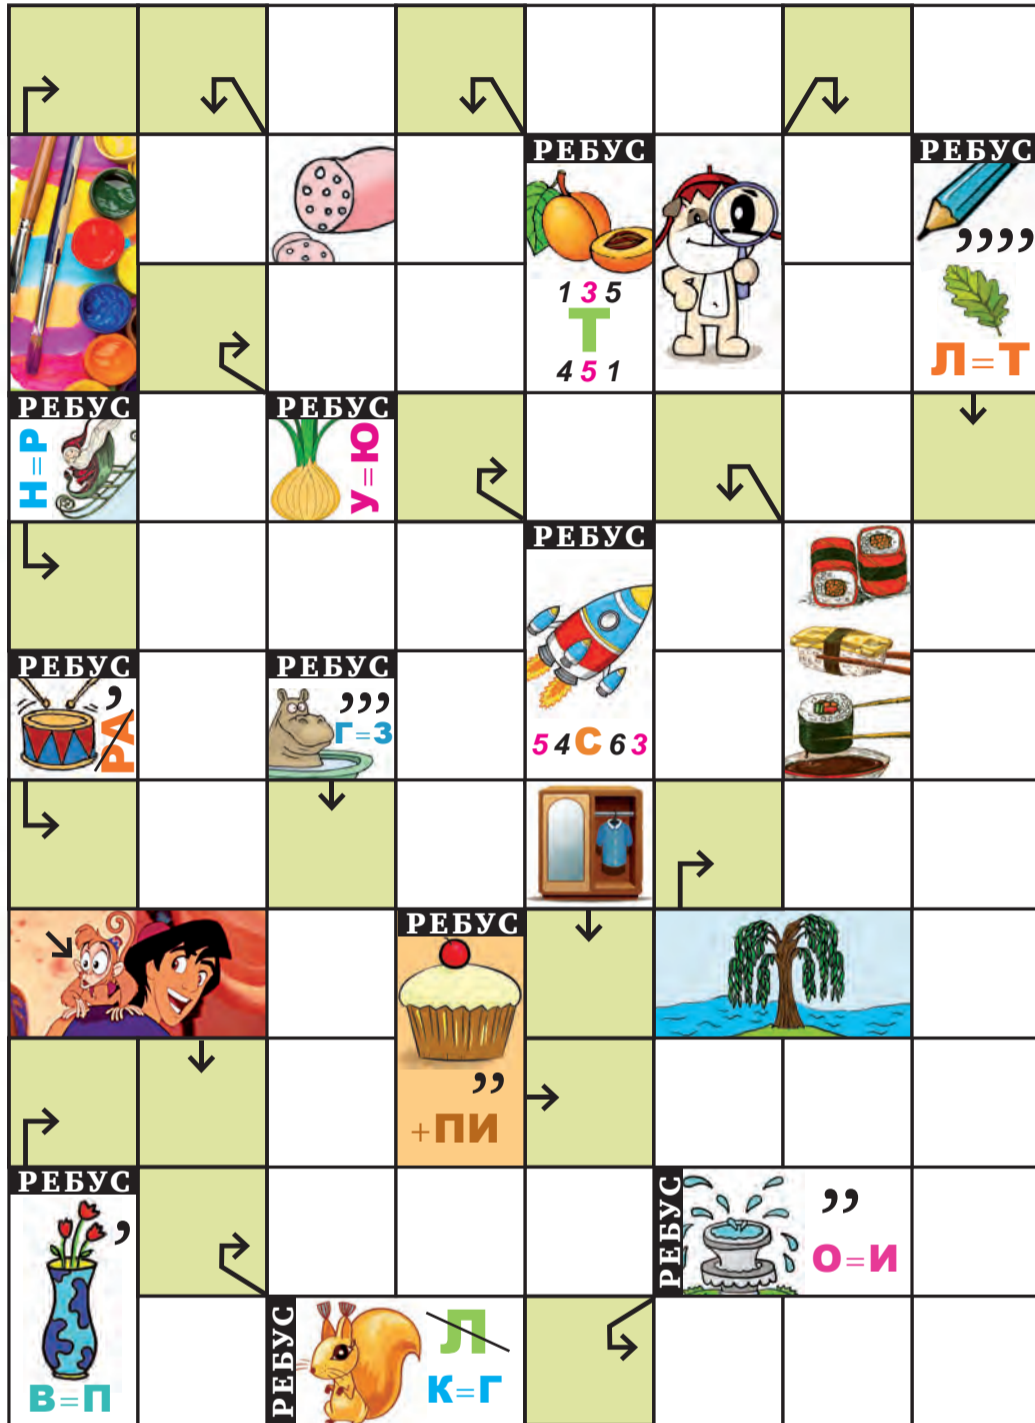 РЕБУС
1 3 5
Т
4 5 1
РЕБУС
,,,,
Л=Т
РЕБУС
Н=Р
РЕБУС
У=Ю
РЕБУС
5 4 С 6 3
РЕБУС
,
РА
РЕБУС
,,,
Г=З
РЕБУС
,,
+ПИ
РЕБУС
,
В=П
РЕБУС
,,
О=И
РЕБУС
Л
К=Г